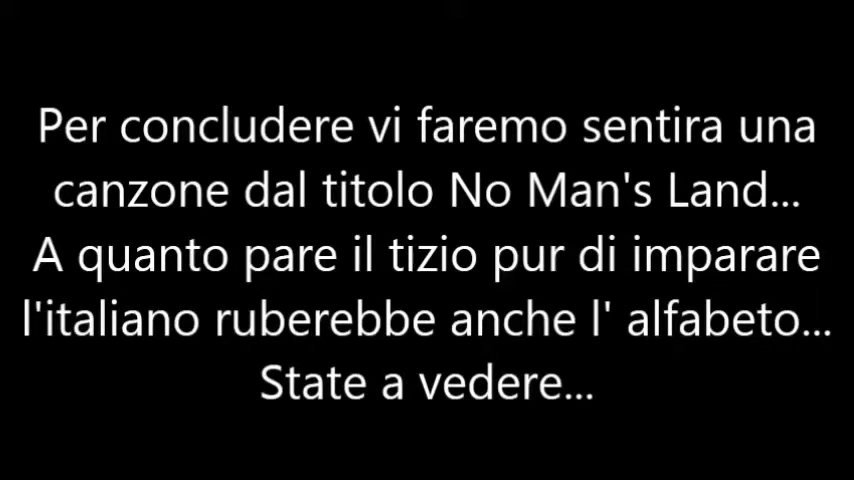 Per concludere vi faremo sentira una
canzone dal titolo No Man's Land...
A quanto pare il tizio pur di imparare
l'italiano ruberebbe anche l' alfabeto...
State a vedere...